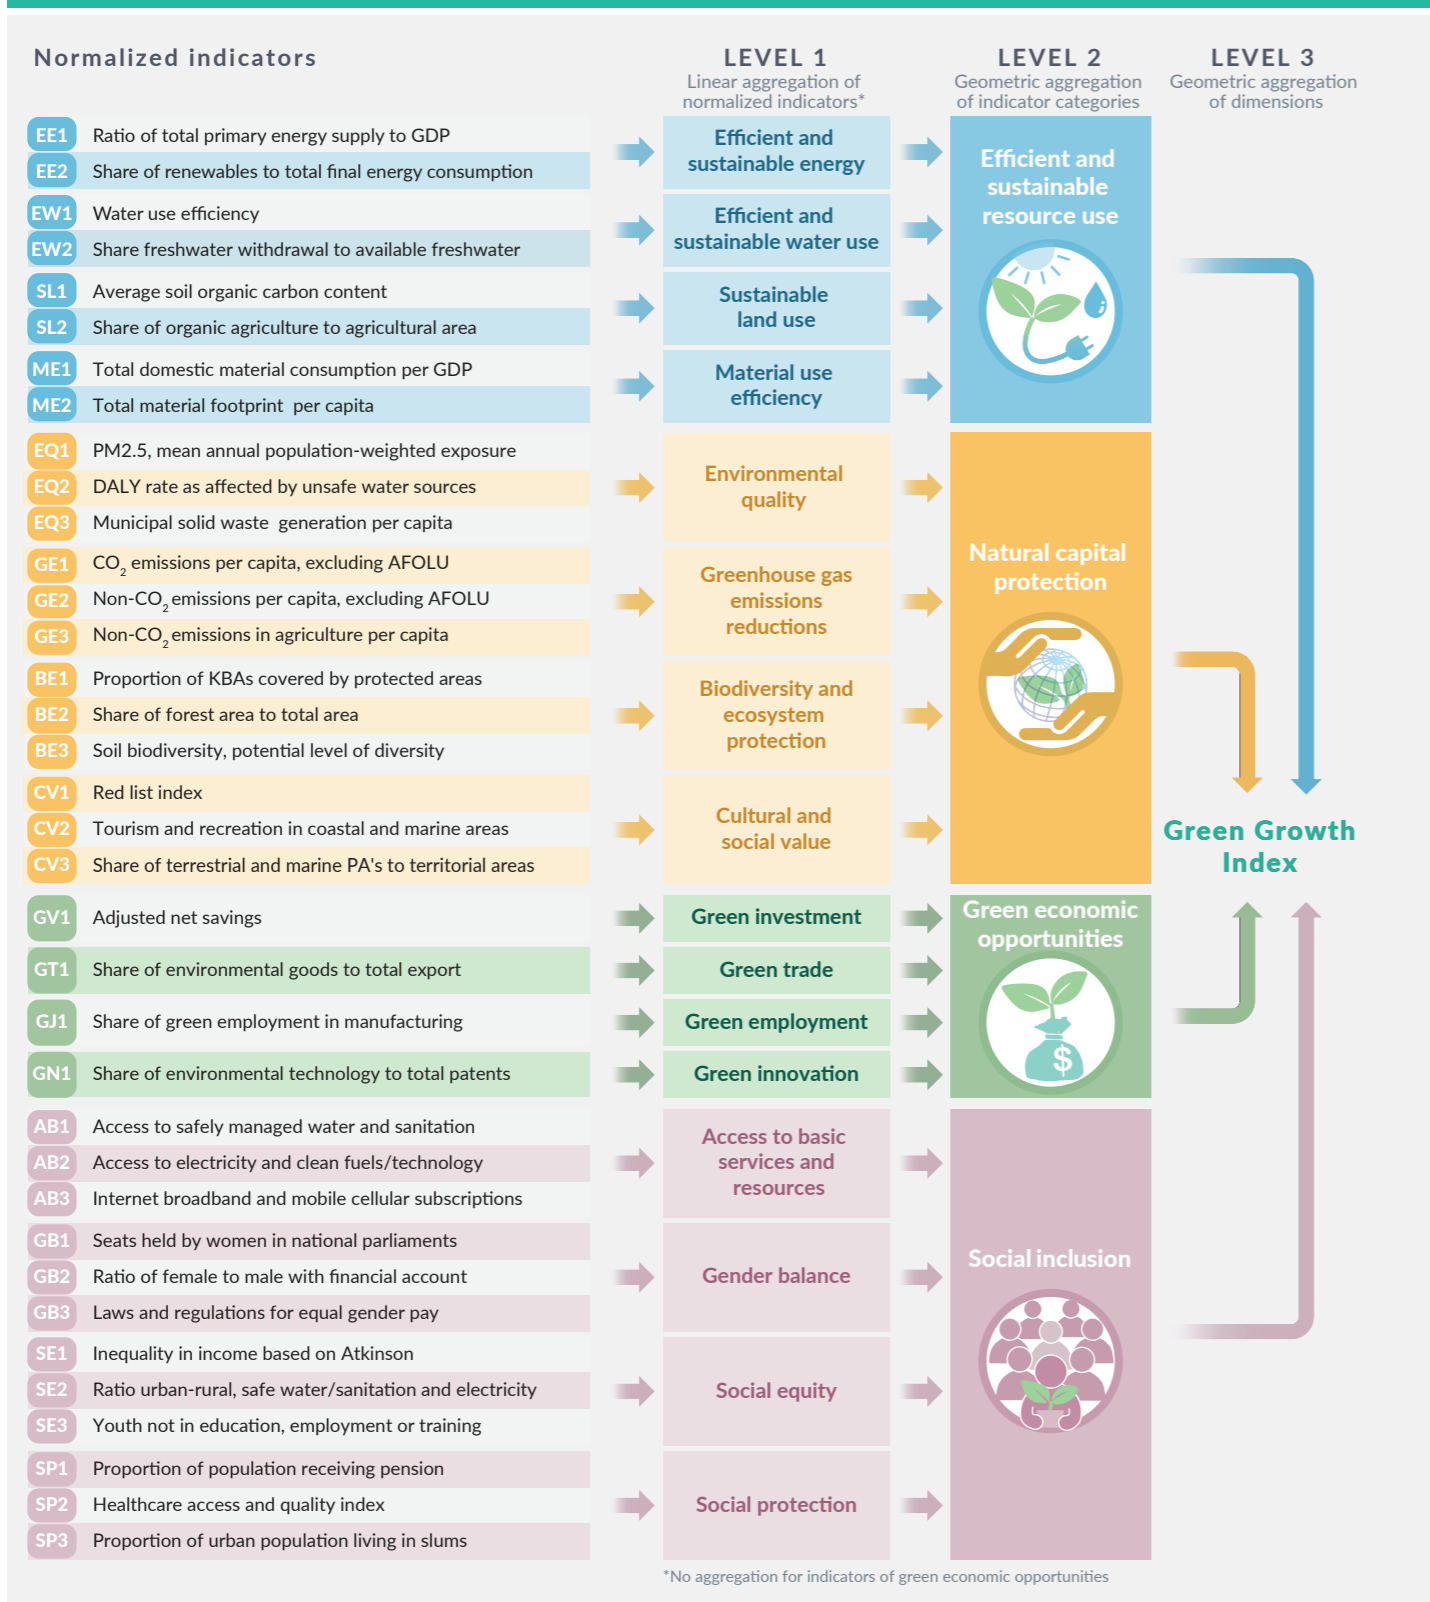 Normalized indicators
LEVEL 1
Linear aggregation of
normalized indicators*
LEVEL 2
Geometric aggregation
of indicator categories
LEVEL 3
Geometric aggregation
of dimensions
EE1 Ratio of total primary energy supply to GDP
EE2 Share of renewables to total final energy consumption
Efficient and
sustainable energy
EW1 Water use efficiency
EW2 Share freshwater withdrawal to available freshwater
Efficient and
sustainable water use
SL1 Average soil organic carbon content
SL2 Share of organic agriculture to agricultural area
Sustainable
land use
ME1 Total domestic material consumption per GDP
ME2 Total material footprint per capita
Material use
efficiency
Efficient and
sustainable
resource use
EQ1 PM2.5, mean annual population-weighted exposure
EQ2 DALY rate as affected by unsafe water sources
EQ3 Municipal solid waste generation per capita
Environmental
quality
GE1 CO2 emissions per capita, excluding AFOLU
GE2 Non-CO2 emissions per capita, excluding AFOLU
GE3 Non-CO2 emissions in agriculture per capita
Greenhouse gas
emissions
reductions
BE1 Proportion of KBAs covered by protected areas
BE2 Share of forest area to total area
BE3 Soil biodiversity, potential level of diversity
Biodiversity and
ecosystem
protection
CV1 Red list index
CV2 Tourism and recreation in coastal and marine areas
CV3 Share of terrestrial and marine PA's to territorial areas
Cultural and
social value
Natural capital
protection
Green Growth
Index
GV1 Adjusted net savings
Green investment
GT1 Share of environmental goods to total export
Green trade
GJ1 Share of green employment in manufacturing
Green employment
GN1 Share of environmental technology to total patents
Green innovation
Green economic
opportunities
$
AB1 Access to safely managed water and sanitation
AB2 Access to electricity and clean fuels/technology
AB3 Internet broadband and mobile cellular subscriptions
Access to basic
services and
resources
GB1 Seats held by women in national parliaments
GB2 Ratio of female to male with financial account
GB3 Laws and regulations for equal gender pay
Gender balance
SE1 Inequality in income based on Atkinson
SE2 Ratio urban-rural, safe water/sanitation and electricity
SE3 Youth not in education, employment or training
Social equity
SP1 Proportion of population receiving pension
SP2 Healthcare access and quality index
SP3 Proportion of urban population living in slums
Social protection
Social inclusion
*No aggregation for indicators of green economic opportunities